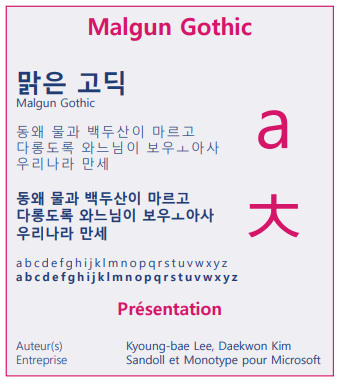 Malgun Gothic
맑은 고딕
Malgun Gothic
동왜 물과 백두산이 마르고
다롱도록 와느님이 보우ㅗ아사
우리나라 만세
동왜 물과 백두산이 마르고
다롱도록 와느님이 보우ㅗ아사
우리나라 만세
abcdefghijklmnopqrstuvwxyz
abcdefghijklmnopqrstuvwxyz
a
ㅊ
Présentation
Auteur(s) Kyoung-bae Lee, Daekwon Kim
Entreprise Sandoll et Monotype pour Microsoft